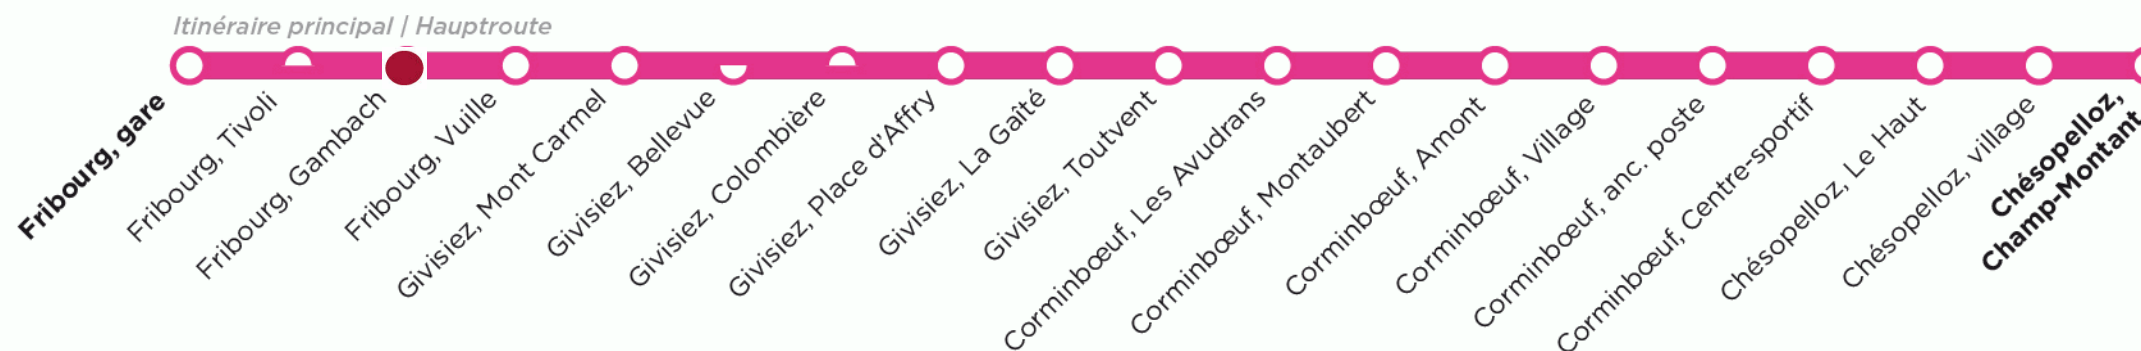 Itinéraire principal | Hauptroute
Fribourg, gare
Fribourg, Tivoli
Fribourg, Gambach
Fribourg, Vuille
Givisiez, Mont Carmel
Givisiez, Bellevue
Givisiez, Colombière
Givisiez, Place d'Affry
Givisiez, La Gaîté
Givisiez, Toutvent
Corminbœuf, Les Avudrans
Corminbœuf, Montaubert
Corminbœuf, Amont
Corminbœuf, Village
Corminbœuf, anc. poste
Corminbœuf, Centre-sportif
Chésopelloz, Le Haut
Chésopelloz, village
Chésopelloz,
Champ-Montant